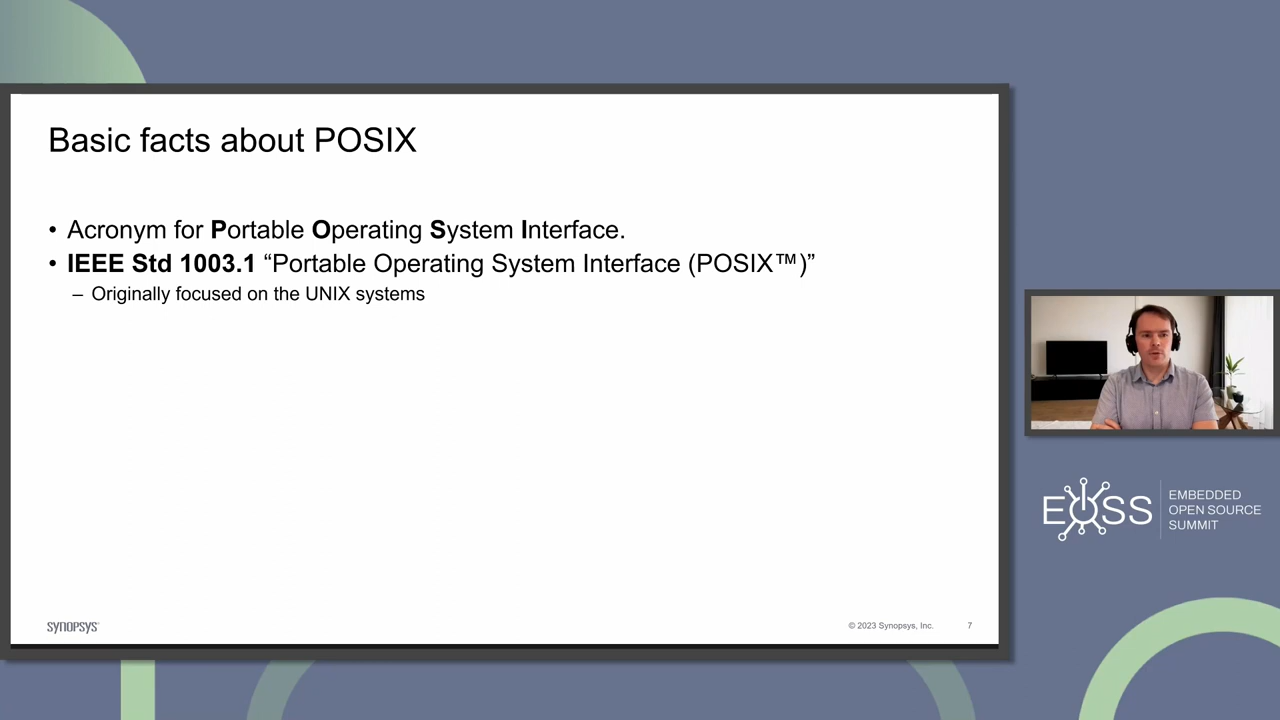 Basic facts about POSIX
• Acronym for Portable Operating System Interface.
• IEEE Std 1003.1 “Portable Operating System Interface (POSIX™)”
– Originally focused on the UNIX systems
SYNOPSYS®
© 2023 Synopsys, Inc.
7
EOSS
EMBEDDED
OPEN SOURCE
SUMMIT